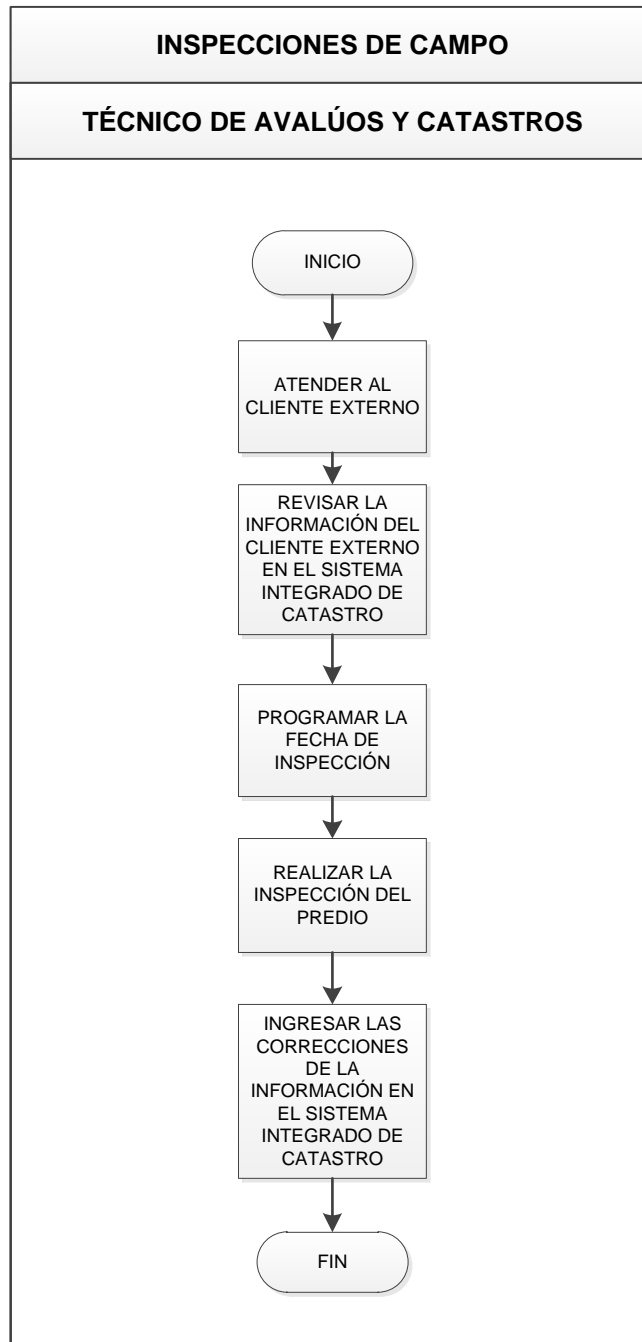 INSPECCIONES DE CAMPO
TÉCNICO DE AVALÚOS Y CATASTROS
INICIO
ATENDER AL
CLIENTE EXTERNO
REVISAR LA
INFORMACIÓN DEL
CLIENTE EXTERNO
EN EL SISTEMA
INTEGRADO DE
CATASTRO
PROGRAMAR LA
FECHA DE
INSPECCIÓN
REALIZAR LA
INSPECCIÓN DEL
PREDIO
INGRESAR LAS
CORRECCIONES
DE LA
INFORMACIÓN EN
EL SISTEMA
INTEGRADO DE
CATASTRO
FIN